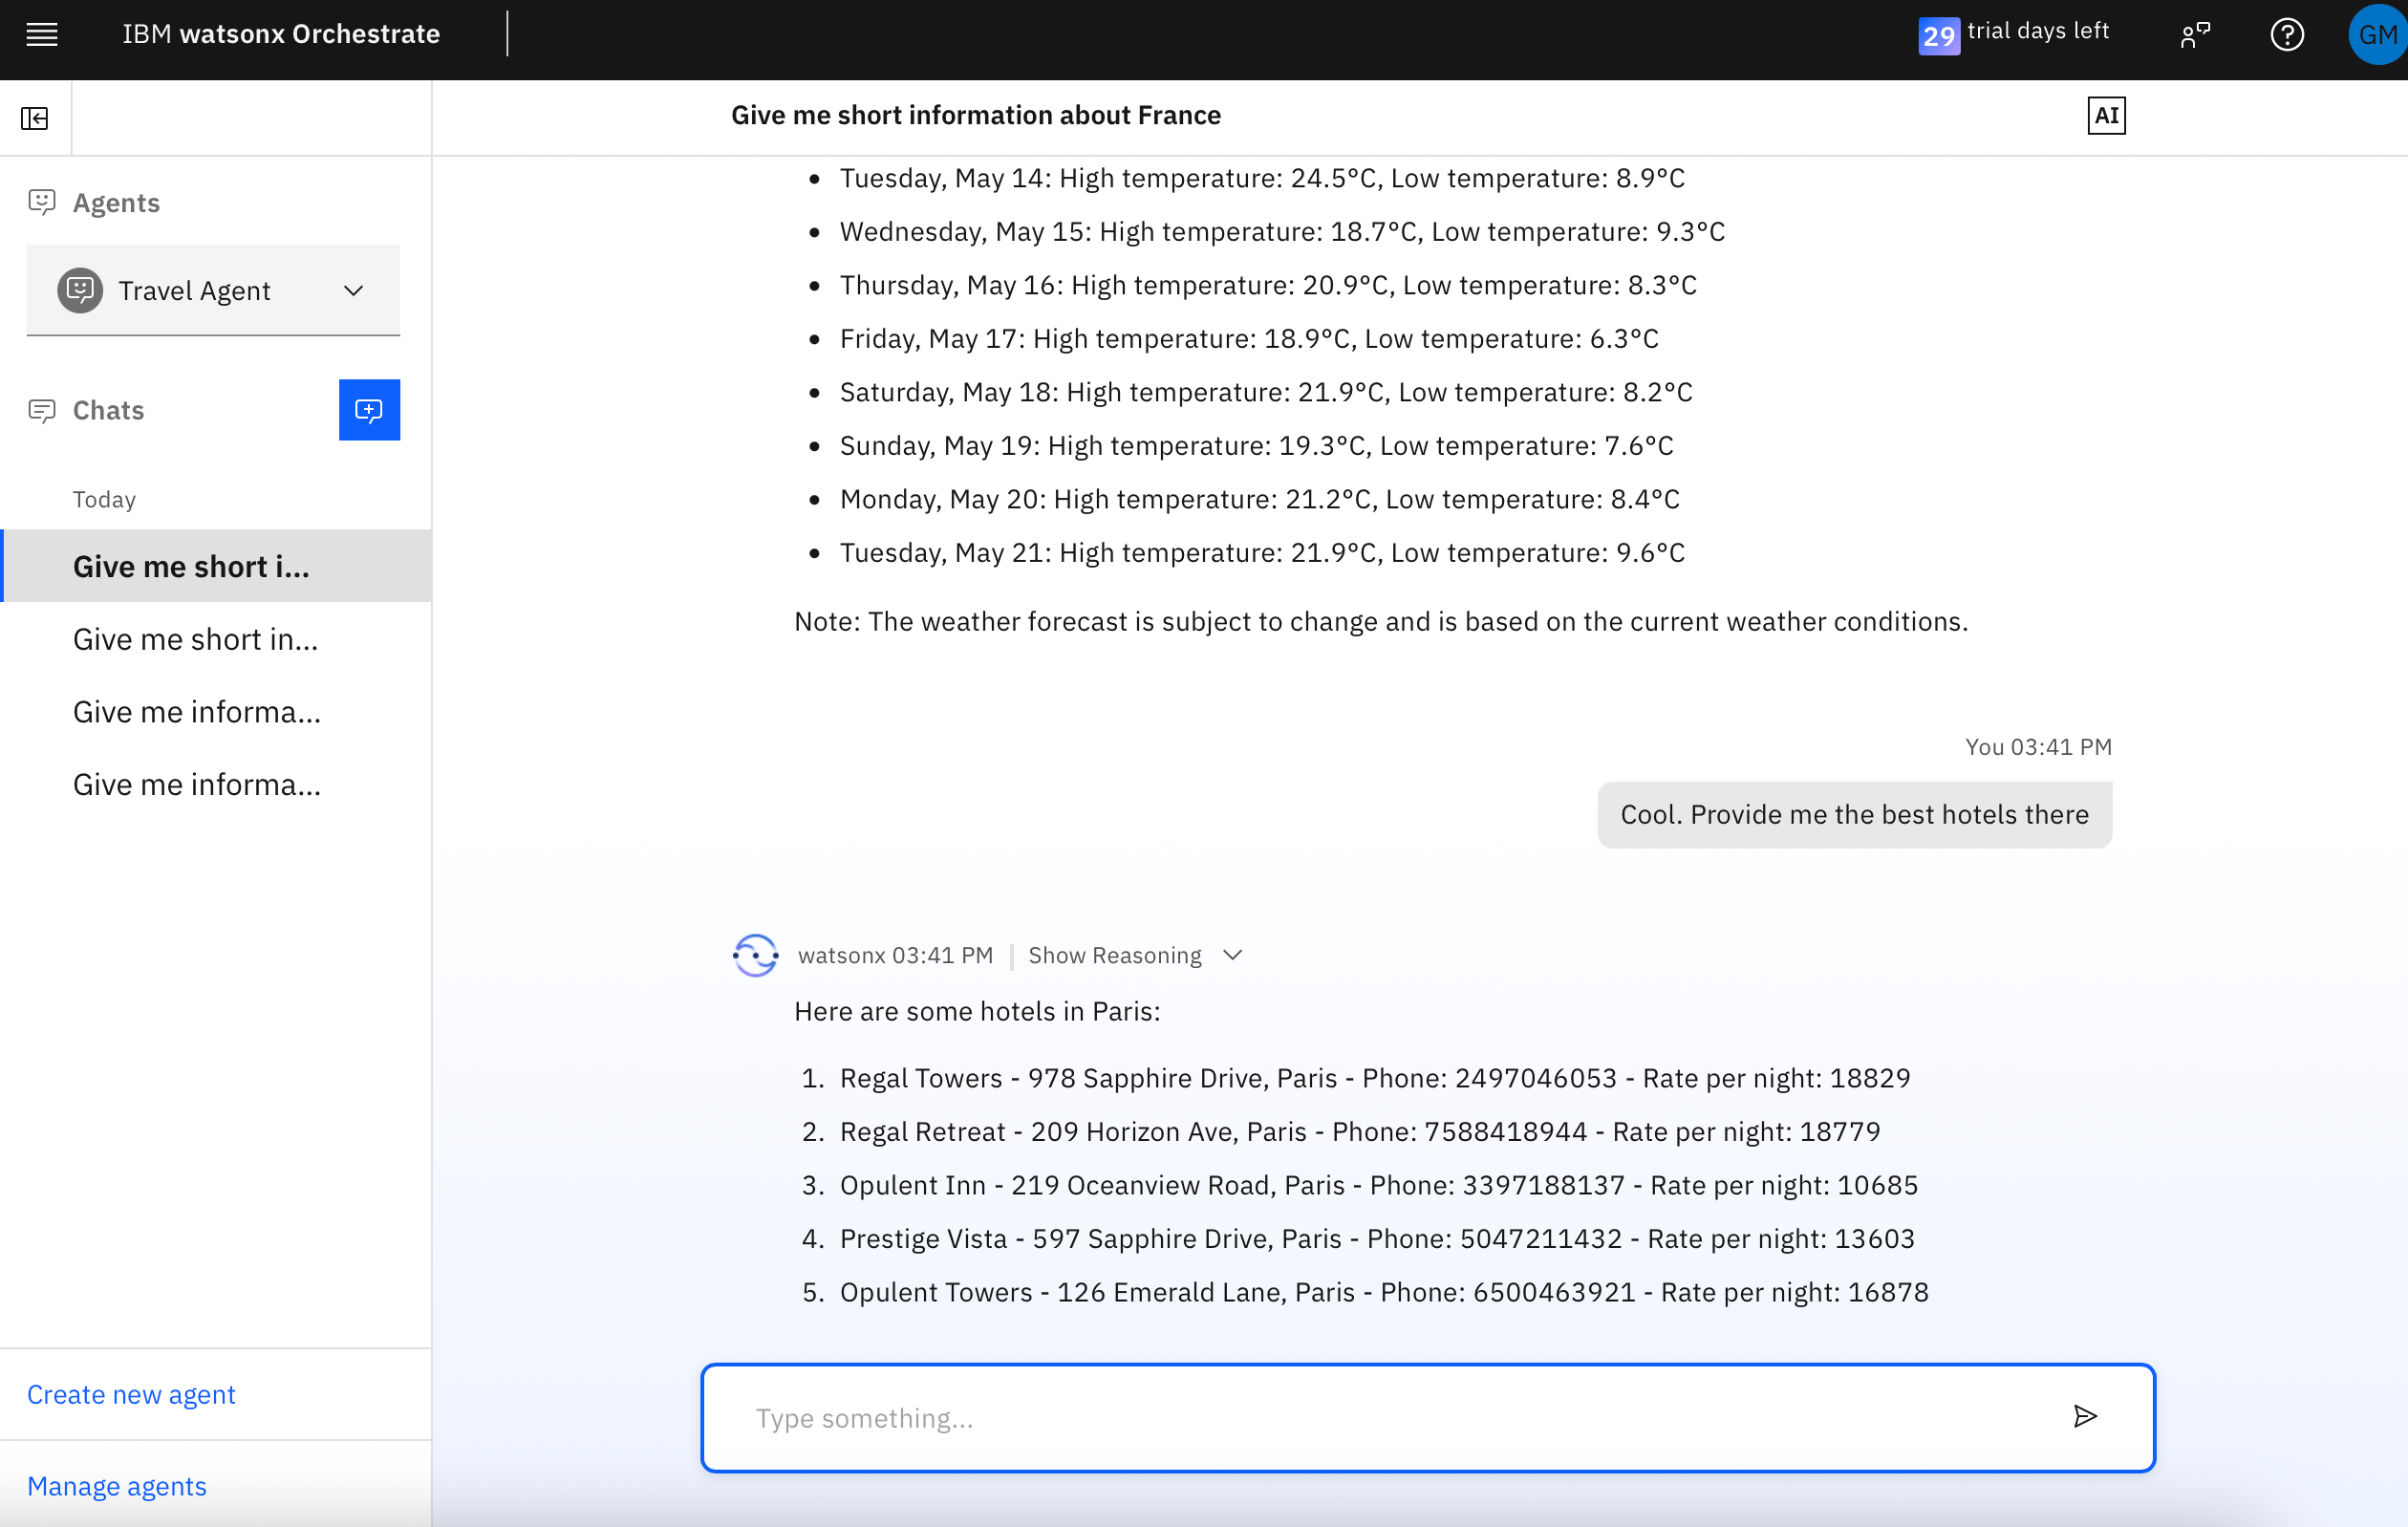 IBM watsonx Orchestrate
29 trial days left
GM
Give me short information about France
AI
Agents
Travel Agent
Chats
Today
Give me short i...
Give me short in...
Give me informa...
Give me informa...
Create new agent
Manage agents
• Tuesday, May 14: High temperature: 24.5°C, Low temperature: 8.9°C
• Wednesday, May 15: High temperature: 18.7°C, Low temperature: 9.3°C
• Thursday, May 16: High temperature: 20.9°C, Low temperature: 8.3°C
• Friday, May 17: High temperature: 18.9°C, Low temperature: 6.3°C
• Saturday, May 18: High temperature: 21.9°C, Low temperature: 8.2°C
• Sunday, May 19: High temperature: 19.3°C, Low temperature: 7.6°C
• Monday, May 20: High temperature: 21.2°C, Low temperature: 8.4°C
• Tuesday, May 21: High temperature: 21.9°C, Low temperature: 9.6°C
Note: The weather forecast is subject to change and is based on the current weather conditions.
You 03:41 PM
Cool. Provide me the best hotels there
watsonx 03:41 PM | Show Reasoning
Here are some hotels in Paris:
1. Regal Towers - 978 Sapphire Drive, Paris - Phone: 2497046053 - Rate per night: 18829
2. Regal Retreat - 209 Horizon Ave, Paris - Phone: 7588418944 - Rate per night: 18779
3. Opulent Inn - 219 Oceanview Road, Paris - Phone: 3397188137 - Rate per night: 10685
4. Prestige Vista - 597 Sapphire Drive, Paris - Phone: 5047211432 - Rate per night: 13603
5. Opulent Towers - 126 Emerald Lane, Paris - Phone: 6500463921 - Rate per night: 16878
Type something...